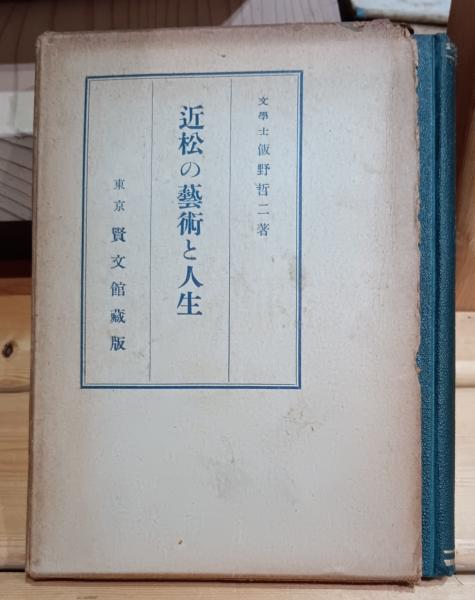 文學士 飯野哲二著
近松の藝術と人生
東京 賢文館藏版